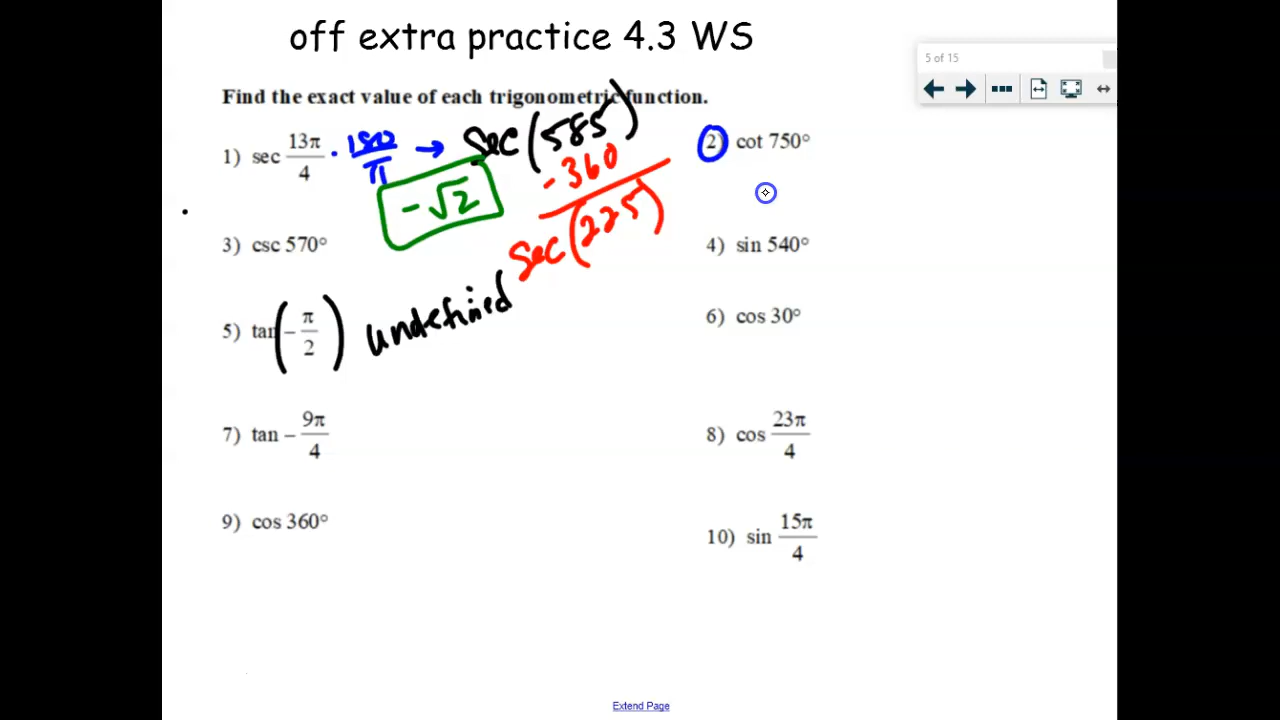 off extra practice 4.3 WS
5 of 15
Find the exact value of each trigonometric function.
1) sec 13π/4 · 180/π → sec(585)
- 360
sec(225)
-√2
2) cot 750°
3) csc 570°
4) sin 540°
5) tan(-π/2) undefined
6) cos 30°
7) tan - 9π/4
8) cos 23π/4
9) cos 360°
10) sin 15π/4
Extend Page